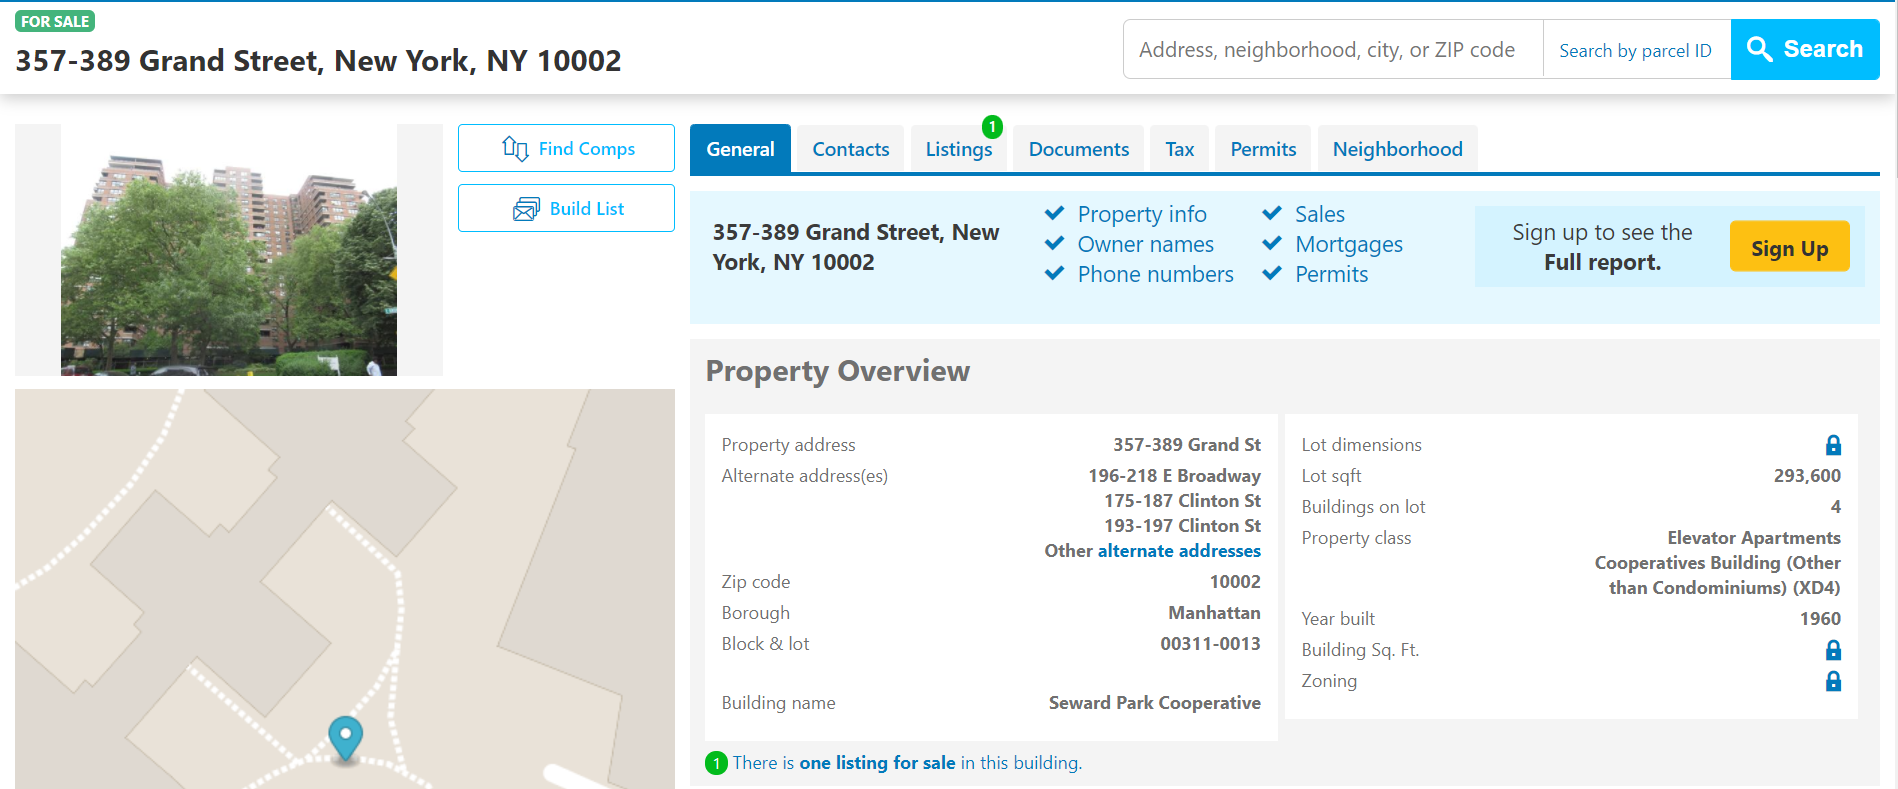 FOR SALE
357-389 Grand Street, New York, NY 10002
Address, neighborhood, city, or ZIP code
Search by parcel ID
Search
Find Comps
Build List
General
Contacts
Listings
1
Documents
Tax
Permits
Neighborhood
357-389 Grand Street, New
York, NY 10002
Property info
Owner names
Phone numbers
Sales
Mortgages
Permits
Sign up to see the
Full report.
Sign Up
Property Overview
Property address 357-389 Grand St
Alternate address(es) 196-218 E Broadway
175-187 Clinton St
193-197 Clinton St
Other alternate addresses
Zip code 10002
Borough Manhattan
Block & lot 00311-0013
Building name Seward Park Cooperative
Lot dimensions
Lot sqft 293,600
Buildings on lot 4
Property class Elevator Apartments
Cooperatives Building (Other
than Condominiums) (XD4)
Year built 1960
Building Sq. Ft.
Zoning
1 There is one listing for sale in this building.